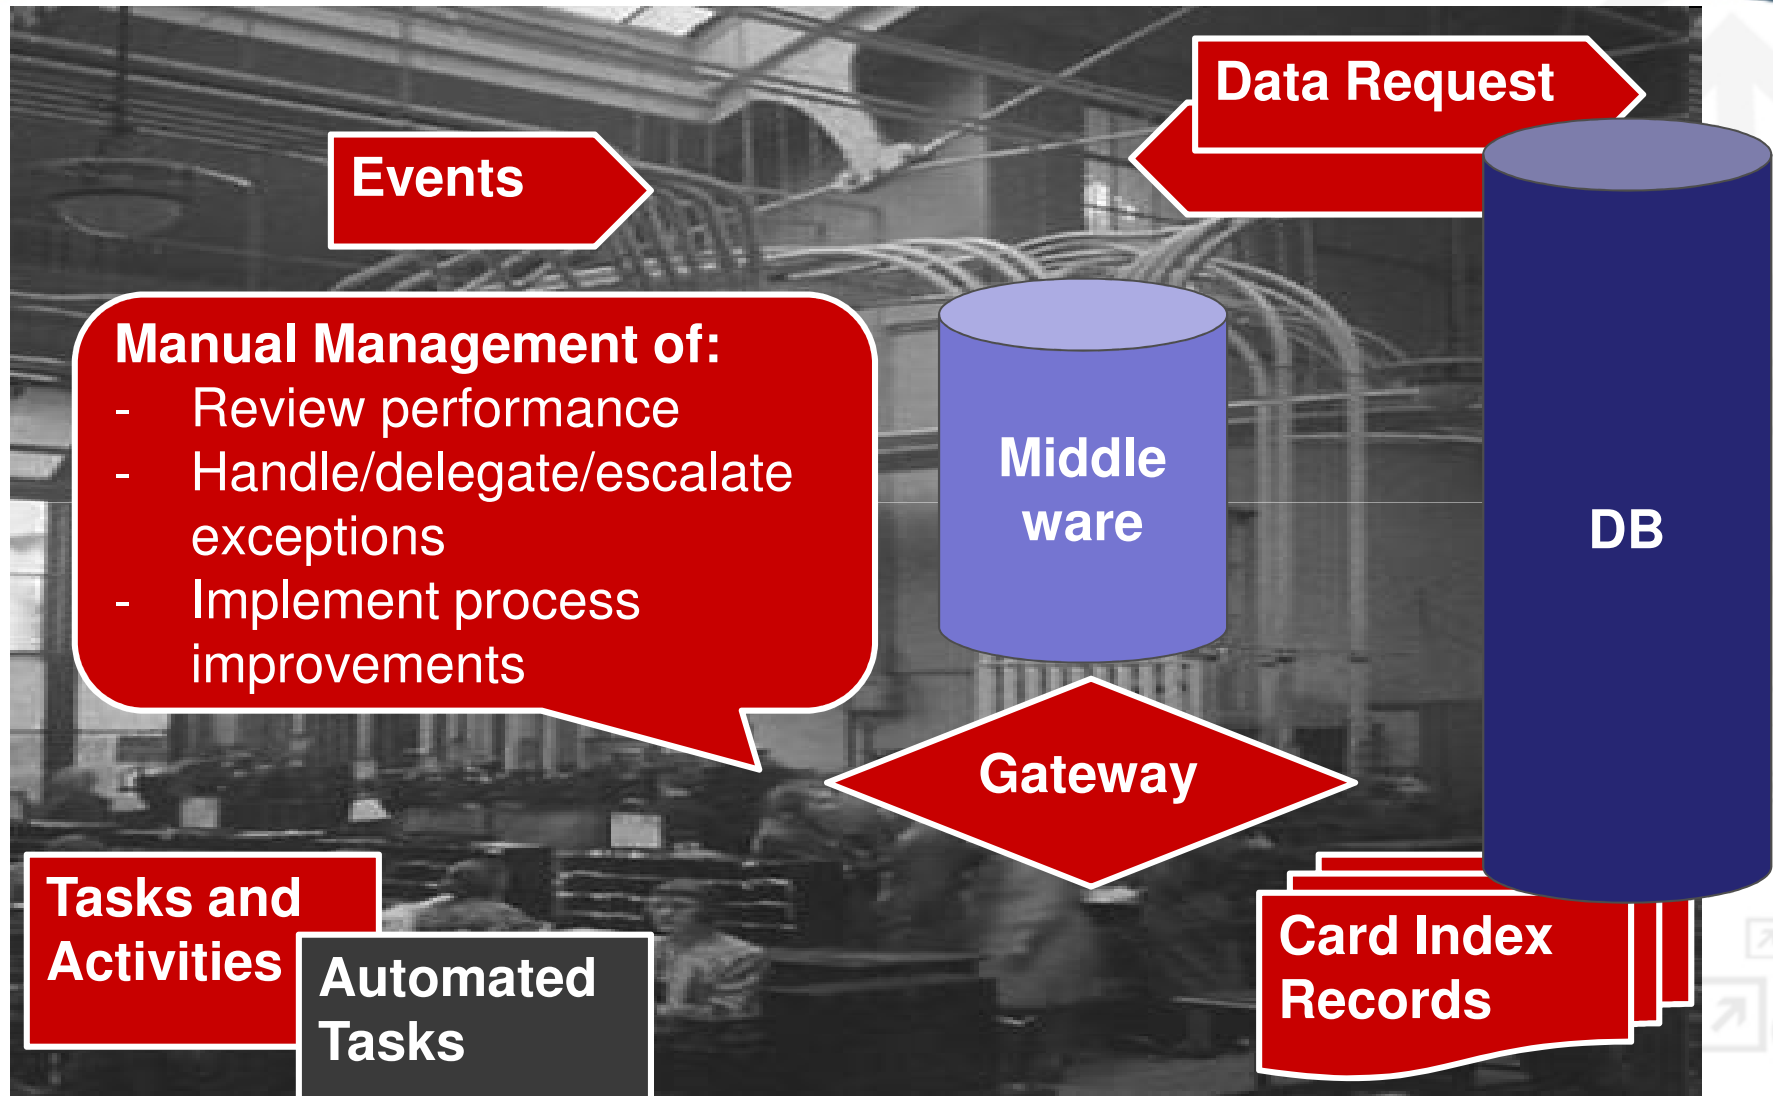 Data Request
Events
Manual Management of:
- Review performance
- Handle/delegate/escalate
exceptions
- Implement process
improvements
Middle
ware
DB
Gateway
Tasks and
Activities
Automated
Tasks
Card Index
Records